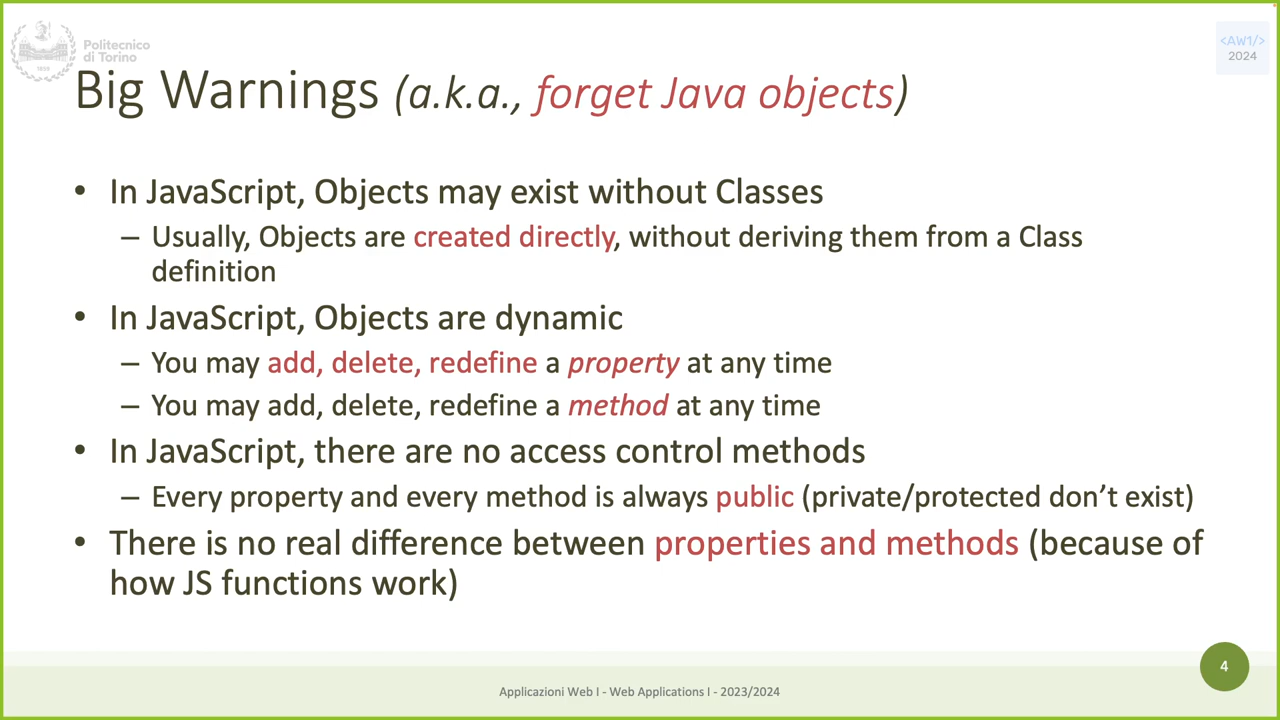 Politecnico
di Torino
1859
<AW1/>
2024
Big Warnings (a.k.a., forget Java objects)
• In JavaScript, Objects may exist without Classes
– Usually, Objects are created directly, without deriving them from a Class
definition
• In JavaScript, Objects are dynamic
– You may add, delete, redefine a property at any time
– You may add, delete, redefine a method at any time
• In JavaScript, there are no access control methods
– Every property and every method is always public (private/protected don’t exist)
• There is no real difference between properties and methods (because of
how JS functions work)
4
Applicazioni Web I - Web Applications I - 2023/2024